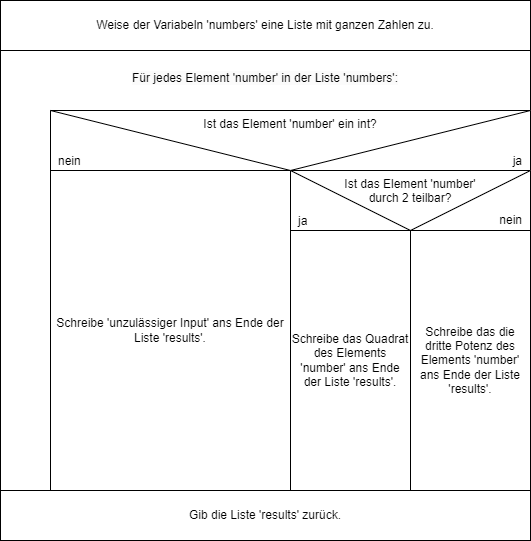 Weise der Variabeln 'numbers' eine Liste mit ganzen Zahlen zu.
Für jedes Element 'number' in der Liste 'numbers':
Ist das Element 'number' ein int?
nein
ja
Ist das Element 'number'
durch 2 teilbar?
ja
nein
Schreibe 'unzulässiger Input' ans Ende der
Liste 'results'.
Schreibe das Quadrat
des Elements
'number' ans Ende
der Liste 'results'.
Schreibe das die
dritte Potenz des
Elements 'number'
ans Ende der Liste
'results'.
Gib die Liste 'results' zurück.